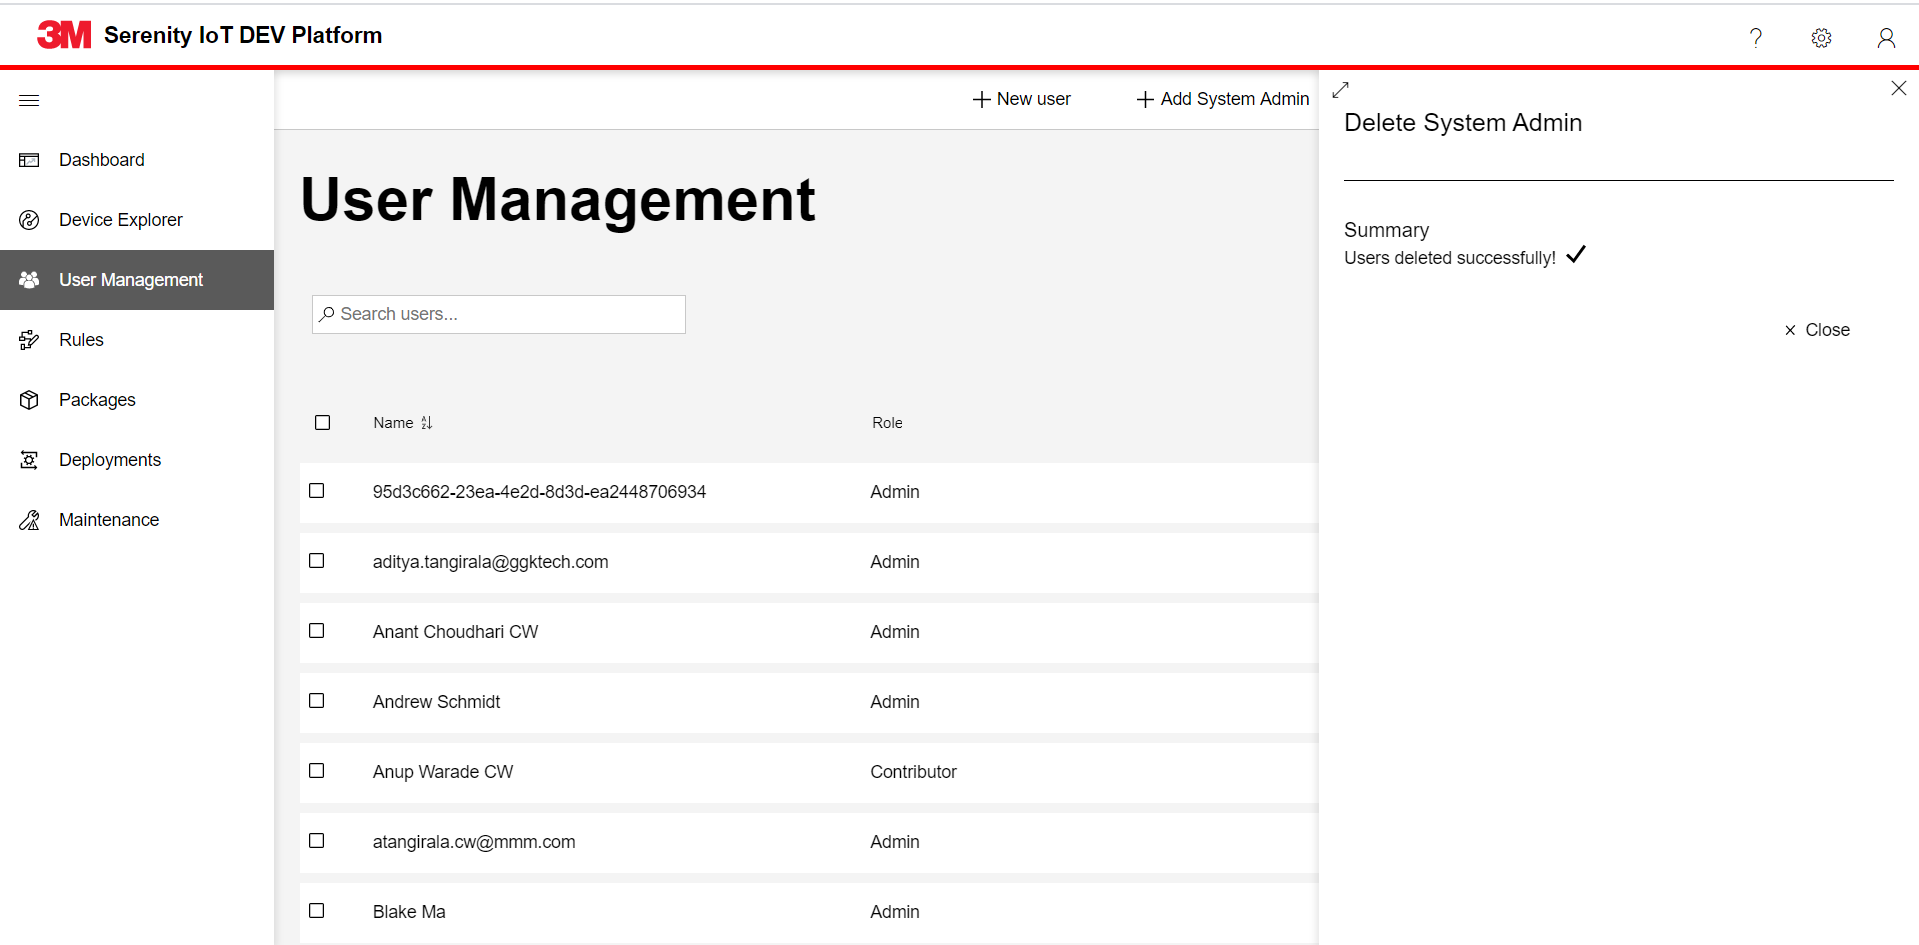 3M Serenity IoT DEV Platform
?
Dashboard
Device Explorer
User Management
Rules
Packages
Deployments
Maintenance
New user
Add System Admin
User Management
Search users...
Name
Role
95d3c662-23ea-4e2d-8d3d-ea2448706934 Admin
aditya.tangirala@ggktech.com Admin
Anant Choudhari CW Admin
Andrew Schmidt Admin
Anup Warade CW Contributor
atangirala.cw@mmm.com Admin
Blake Ma Admin
Delete System Admin
Summary
Users deleted successfully!
Close